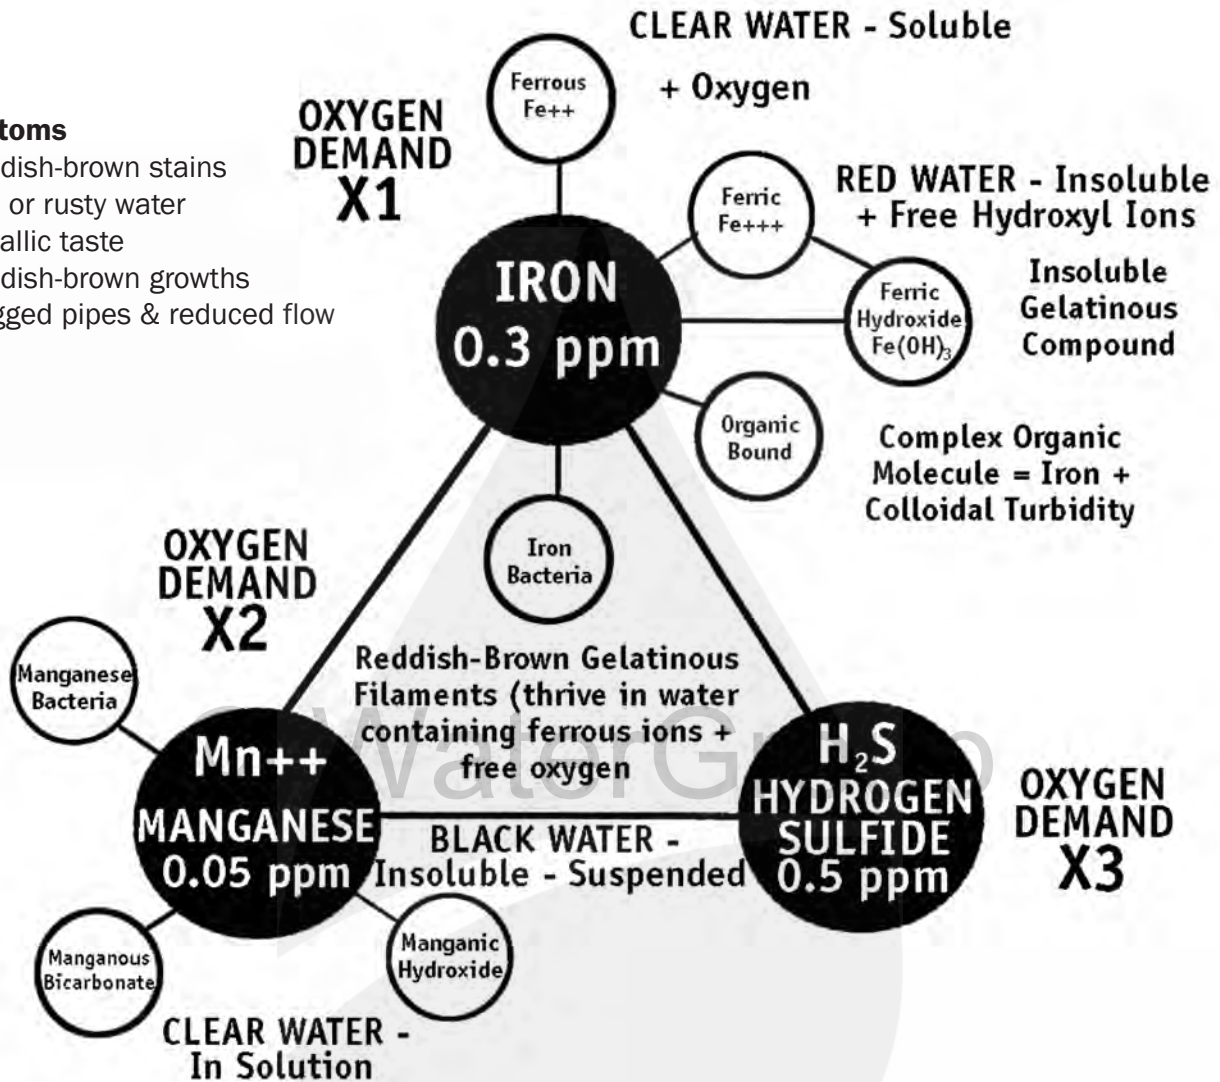 CLEAR WATER - Soluble
+ Oxygen
Ferrous
Fe++
OXYGEN
DEMAND
X1
toms
dish-brown stains
or rusty water
allic taste
dish-brown growths
gged pipes & reduced flow
Ferric
Fe+++
RED WATER - Insoluble
+ Free Hydroxyl Ions
IRON
0.3 ppm
Ferric
Hydroxide
Fe(OH)₃
Insoluble
Gelatinous
Compound
Organic
Bound
Complex Organic
Molecule = Iron +
Colloidal Turbidity
Iron
Bacteria
OXYGEN
DEMAND
X2
Reddish-Brown Gelatinous
Filaments (thrive in water
containing ferrous ions +
free oxygen
Manganese
Bacteria
Mn++
MANGANESE
0.05 ppm
H₂S
HYDROGEN
SULFIDE
0.5 ppm
OXYGEN
DEMAND
X3
BLACK WATER -
Insoluble - Suspended
Manganous
Bicarbonate
Manganic
Hydroxide
CLEAR WATER -
In Solution